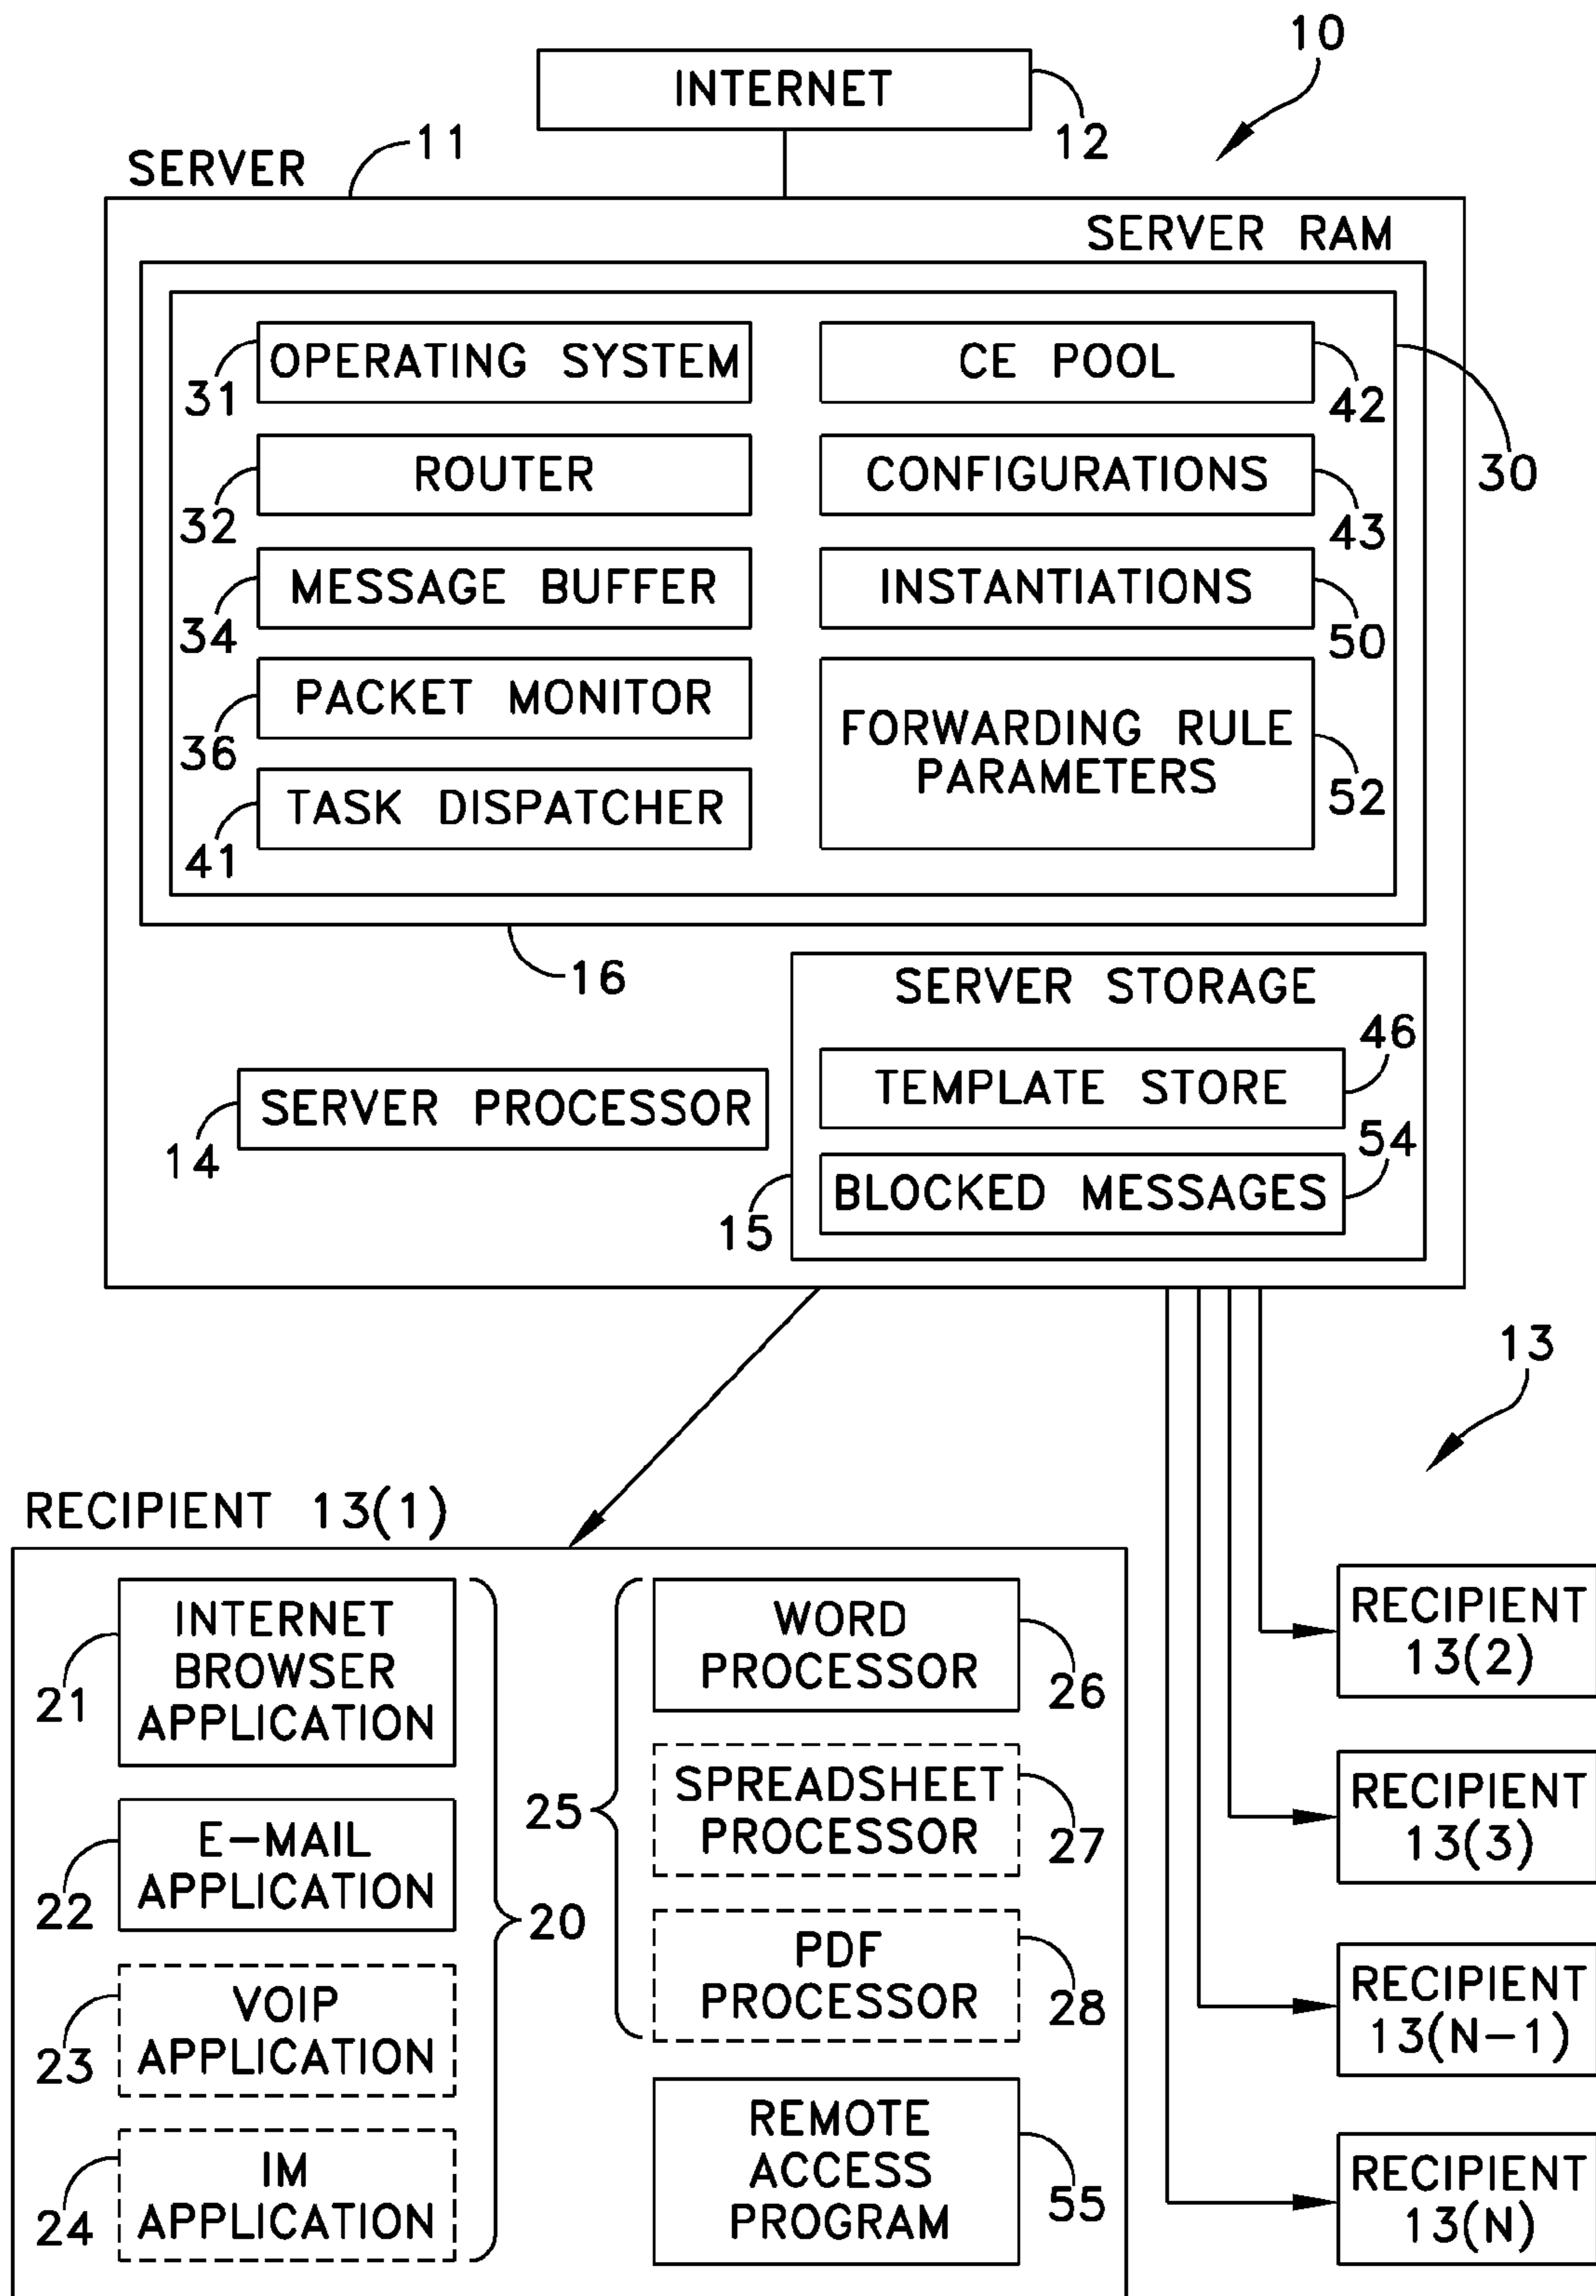 10
INTERNET
12
SERVER
11
SERVER RAM
OPERATING SYSTEM
31
CE POOL
42
30
ROUTER
32
CONFIGURATIONS
43
MESSAGE BUFFER
34
INSTANTIATIONS
50
PACKET MONITOR
36
FORWARDING RULE
PARAMETERS
52
TASK DISPATCHER
41
16
SERVER STORAGE
46
TEMPLATE STORE
SERVER PROCESSOR
14
54
BLOCKED MESSAGES
15
13
RECIPIENT 13(1)
INTERNET
BROWSER
APPLICATION
21
E-MAIL
APPLICATION
22
VOIP
APPLICATION
23
IM
APPLICATION
24
20
25
WORD
PROCESSOR
26
SPREADSHEET
PROCESSOR
27
PDF
PROCESSOR
28
REMOTE
ACCESS
PROGRAM
55
RECIPIENT
13(2)
RECIPIENT
13(3)
RECIPIENT
13(N-1)
RECIPIENT
13(N)